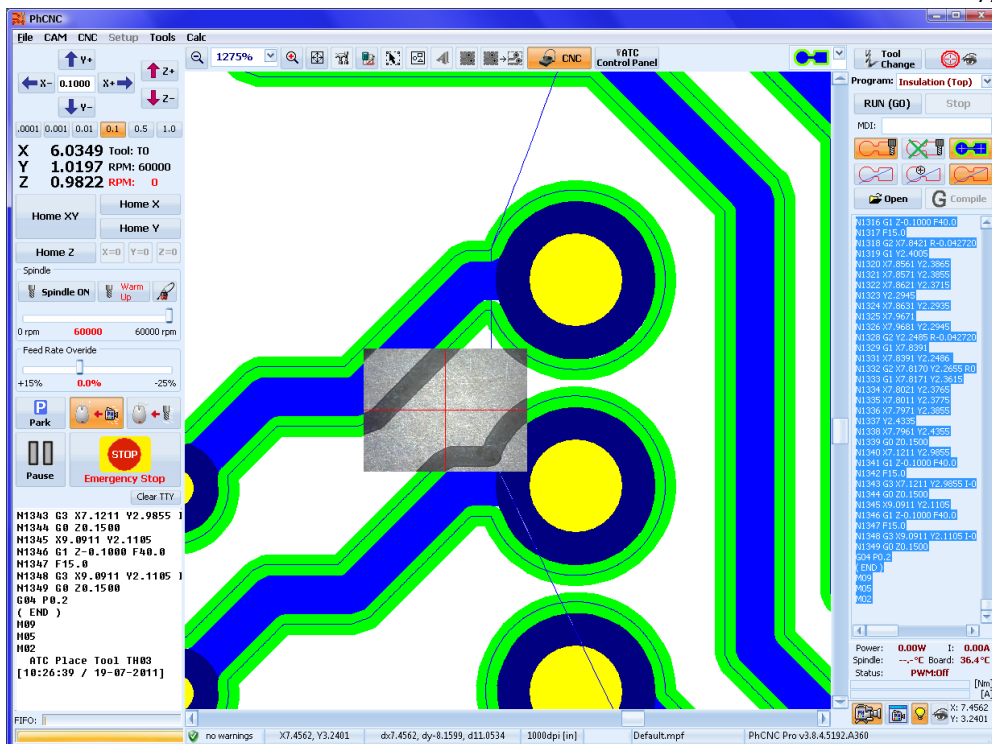 PhCNC
File CAM CNC Setup Tools Calc
Y+
X- 0.1000 X+
Z+
Y-
Z-
.0001 0.001 0.01 0.1 0.5 1.0
X 6.0349 Tool: T0
Y 1.0197 RPM: 60000
Z 0.9822 RPM: 0
Home XY
Home X
Home Y
Home Z X=0 Y=0 Z=0
Spindle
Spindle ON Warm Up
0 rpm 60000 60000 rpm
Feed Rate Overide
+15% 0.0% -25%
P
Park
Pause
STOP
Emergency Stop
Clear TTY
N1343 G3 X7.1211 Y2.9855 I
N1344 G0 Z0.1500
N1345 X9.0911 Y2.1105
N1346 G1 Z-0.1000 F40.0
N1347 F15.0
N1348 G3 X9.0911 Y2.1105 I
N1349 G0 Z0.1500
G04 P0.2
( END )
M09
M05
M02
ATC Place Tool TH03
[10:26:39 / 19-07-2011]
FIFO:
1275%
CNC
ATC
Control Panel
Tool Change
Program: Insulation (Top)
RUN (GO) Stop
MDI:
Open G Compile
N1316 G1 Z-0.1000 F40.0
N1317 F15.0
N1318 G2 X7.8421 R-0.042720
N1319 G1 Y2.4005
N1320 X7.8561 Y2.3865
N1321 X7.8571 Y2.3855
N1322 X7.8621 Y2.3715
N1323 Y2.2945
N1324 X7.8631 Y2.2935
N1325 X7.9671
N1326 X7.9681 Y2.2945
N1328 G2 Y2.2485 R-0.042720
N1329 G1 X7.8391
N1331 X7.8391 Y2.2486
N1332 G2 X7.8170 Y2.2655 R0
N1333 G1 X7.8171 Y2.3615
N1334 X7.8021 Y2.3765
N1335 X7.8011 Y2.3775
N1336 X7.7971 Y2.3855
N1337 Y2.4335
N1338 X7.7961 Y2.4355
N1339 G0 Z0.1500
N1340 X7.1211 Y2.9855
N1341 G1 Z-0.1000 F40.0
N1342 F15.0
N1343 G3 X7.1211 Y2.9855 I-0
N1344 G0 Z0.1500
N1345 X9.0911 Y2.1105
N1346 G1 Z-0.1000 F40.0
N1347 F15.0
N1348 G3 X9.0911 Y2.1105 I-0
N1349 G0 Z0.1500
G04 P0.2
( END )
M09
M05
M02
Power: 0.00W I: 0.00A
Spindle: --.-°C Board: 36.4°C
Status: PWM:Off
[Nm]
[A]
X: 7.4562
Y: 3.2401
no warnings X7.4562, Y3.2401 dx7.4562, dy-8.1599, d11.0534 1000dpi [in] Default.mpf PhCNC Pro v3.8.4.5192.A360